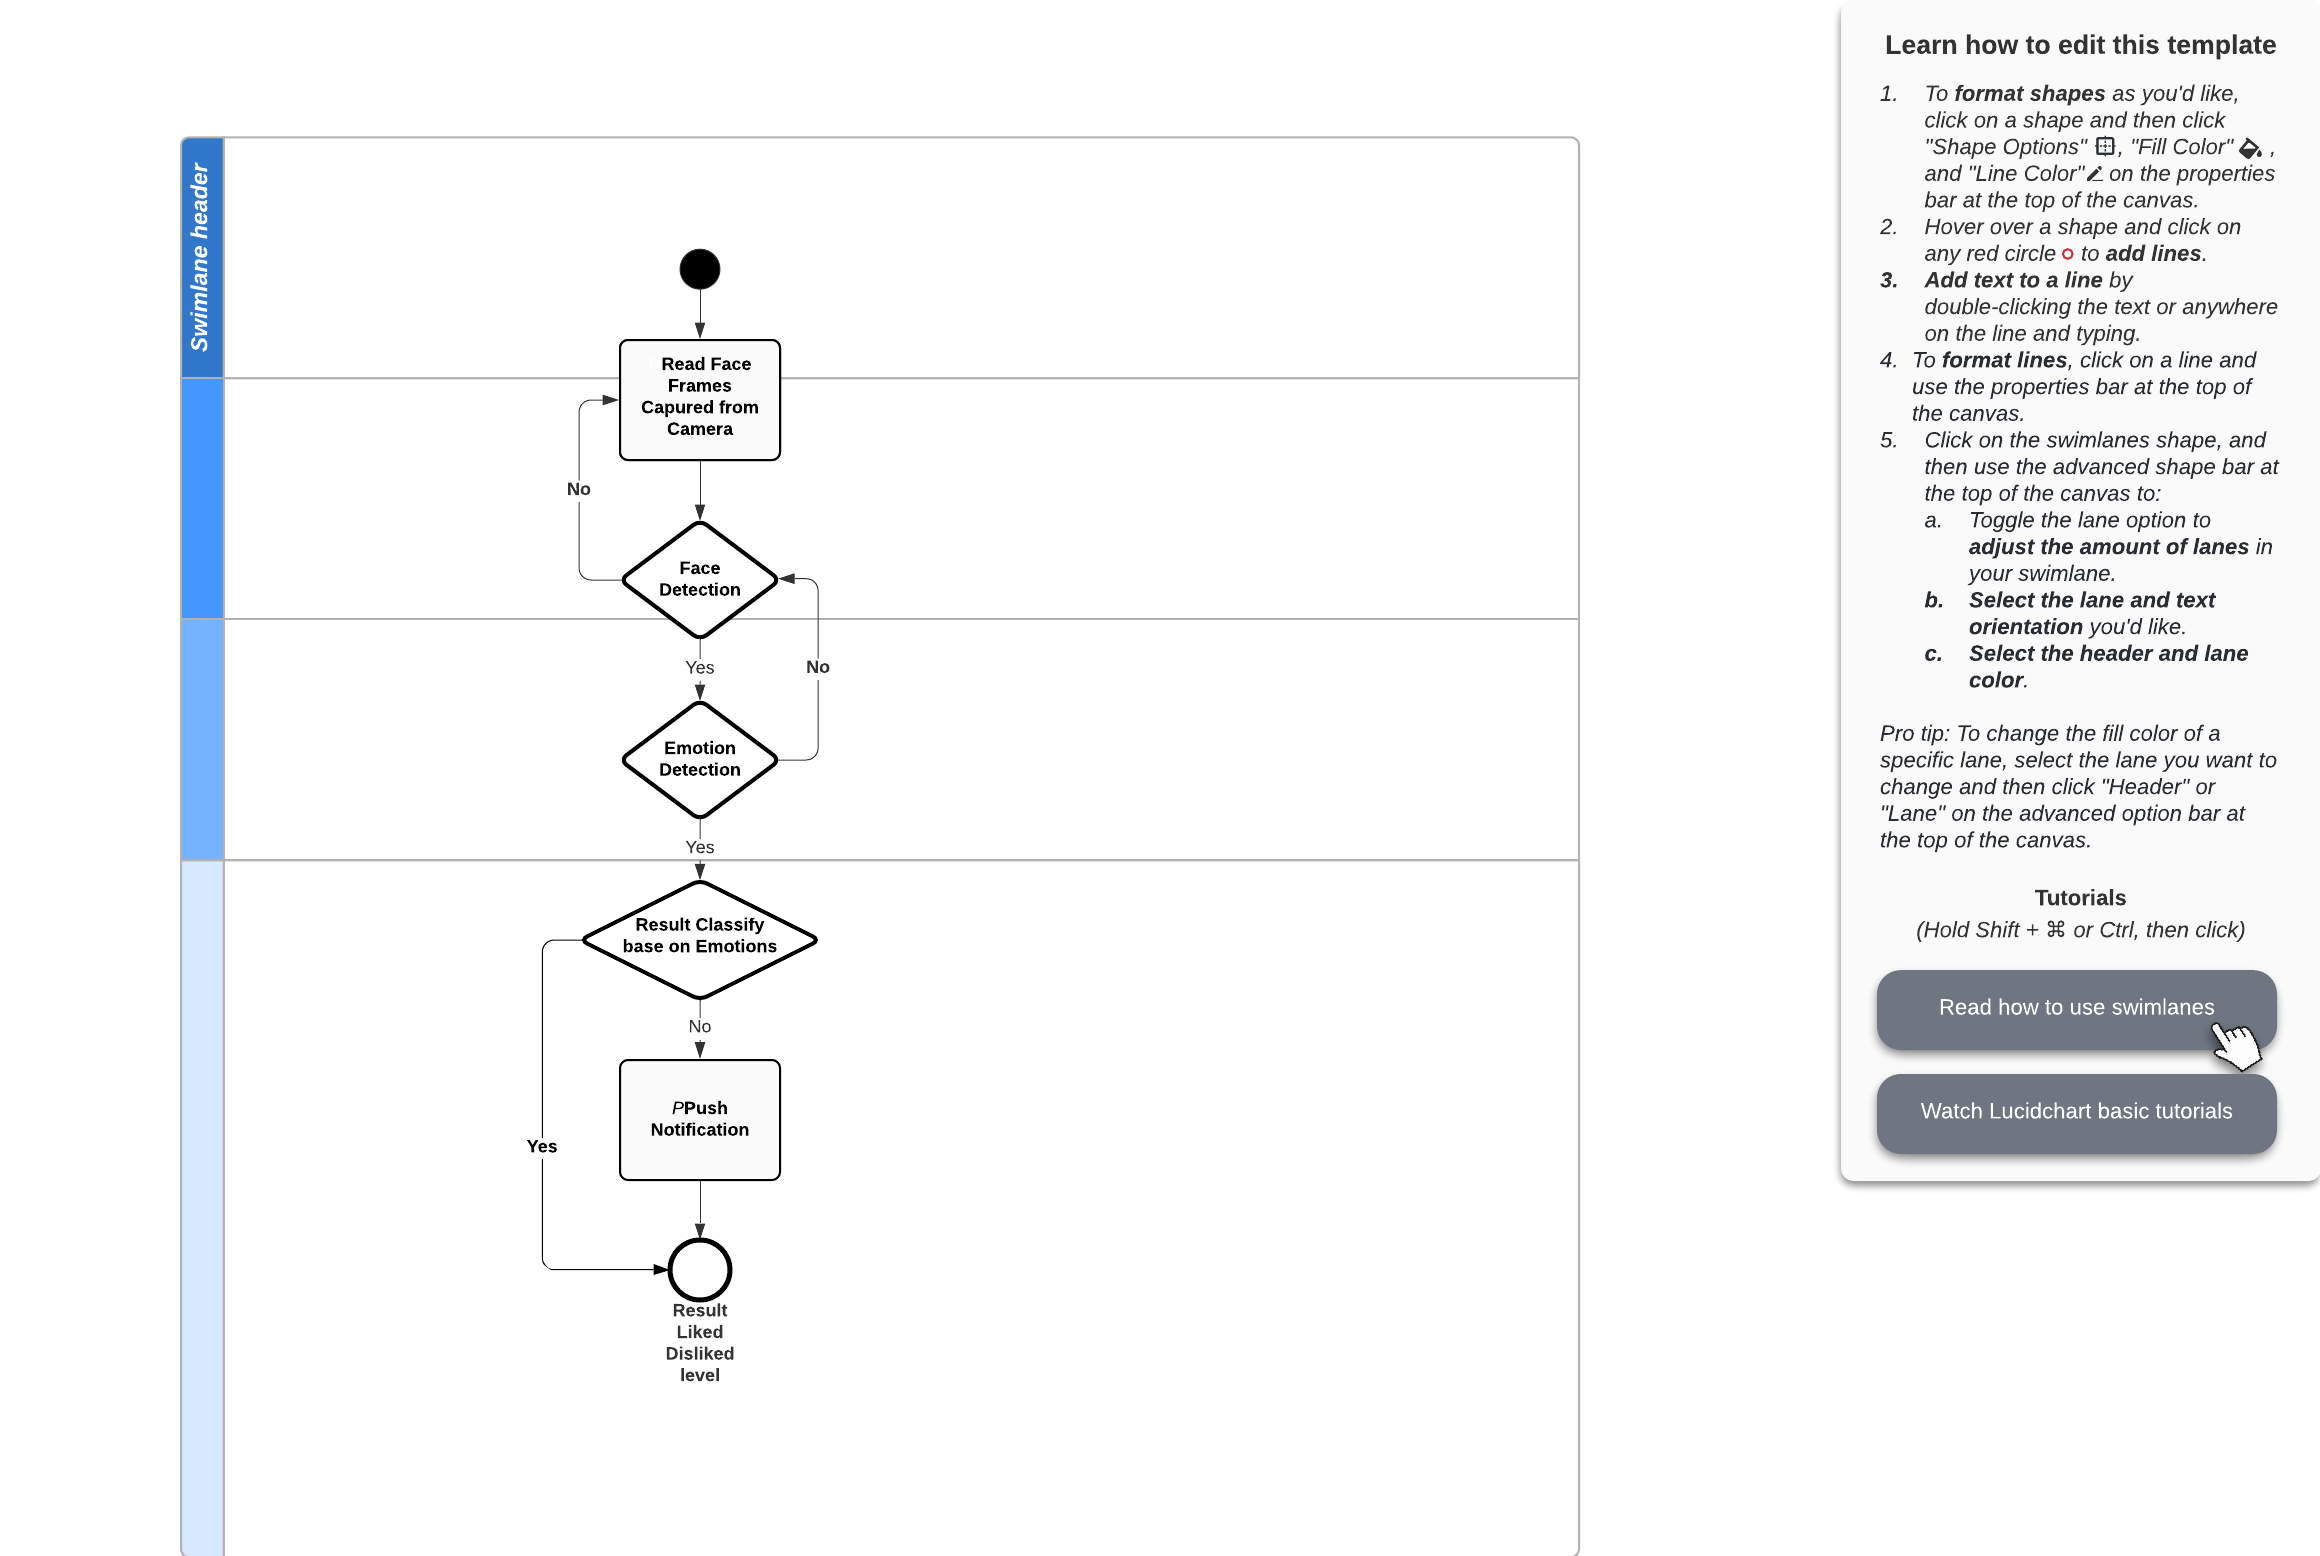 Swimlane header
Read Face
Frames
Capured from
Camera
No
Face
Detection
Yes
No
Emotion
Detection
Yes
Result Classify
base on Emotions
No
PPush
Notification
Yes
Result
Liked
Disliked
level
Learn how to edit this template
1. To format shapes as you'd like,
click on a shape and then click
"Shape Options" , "Fill Color" ,
and "Line Color" on the properties
bar at the top of the canvas.
2. Hover over a shape and click on
any red circle to add lines.
3. Add text to a line by
double-clicking the text or anywhere
on the line and typing.
4. To format lines, click on a line and
use the properties bar at the top of
the canvas.
5. Click on the swimlanes shape, and
then use the advanced shape bar at
the top of the canvas to:
a. Toggle the lane option to
adjust the amount of lanes in
your swimlane.
b. Select the lane and text
orientation you'd like.
c. Select the header and lane
color.
Pro tip: To change the fill color of a
specific lane, select the lane you want to
change and then click "Header" or
"Lane" on the advanced option bar at
the top of the canvas.
Tutorials
(Hold Shift + ⌘ or Ctrl, then click)
Read how to use swimlanes
Watch Lucidchart basic tutorials